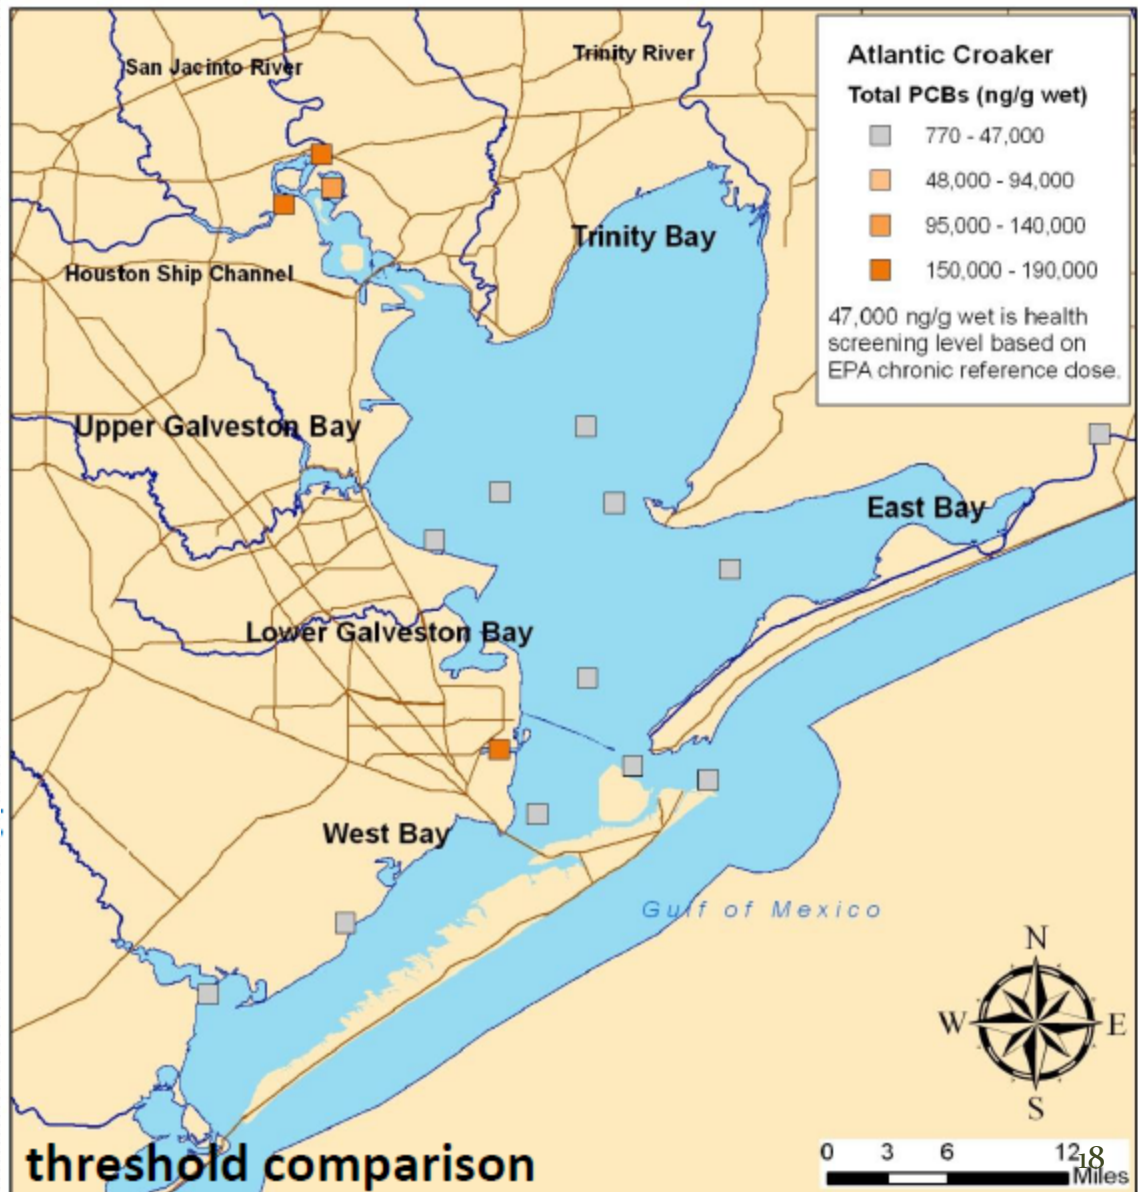 San Jacinto River
Trinity River
Atlantic Croaker
Total PCBs (ng/g wet)
770 - 47,000
48,000 - 94,000
95,000 - 140,000
150,000 - 190,000
47,000 ng/g wet is health
screening level based on
EPA chronic reference dose.
Trinity Bay
Houston Ship Channel
Upper Galveston Bay
East Bay
Lower Galveston Bay
West Bay
Gulf of Mexico
N
W
E
S
threshold comparison
0 3 6 12
18
Miles